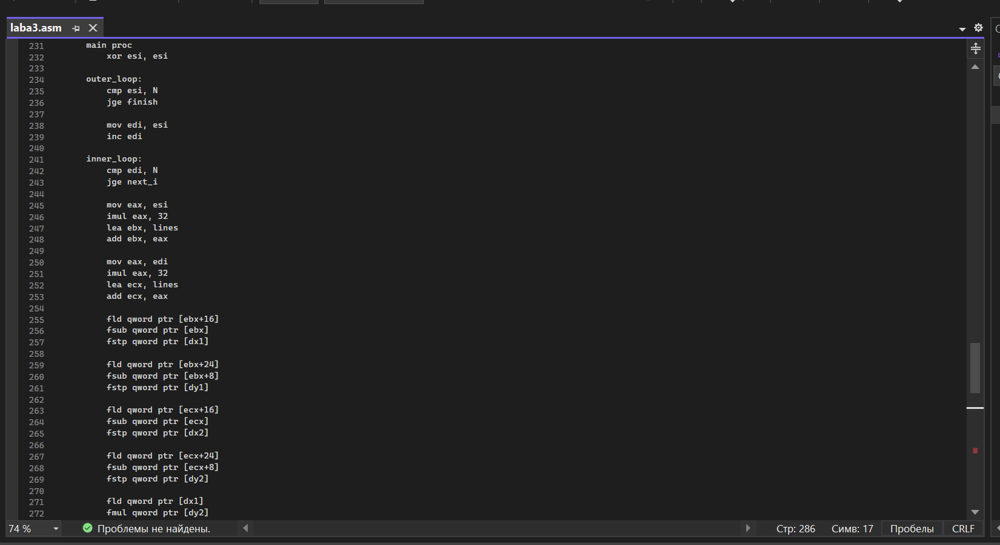 laba3.asm
231 main proc
232 xor esi, esi
233
234 outer_loop:
235 cmp esi, N
236 jge finish
237
238 mov edi, esi
239 inc edi
240
241 inner_loop:
242 cmp edi, N
243 jge next_i
244
245 mov eax, esi
246 imul eax, 32
247 lea ebx, lines
248 add ebx, eax
249
250 mov eax, edi
251 imul eax, 32
252 lea ecx, lines
253 add ecx, eax
254
255 fld qword ptr [ebx+16]
256 fsub qword ptr [ebx]
257 fstp qword ptr [dx1]
258
259 fld qword ptr [ebx+24]
260 fsub qword ptr [ebx+8]
261 fstp qword ptr [dy1]
262
263 fld qword ptr [ecx+16]
264 fsub qword ptr [ecx]
265 fstp qword ptr [dx2]
266
267 fld qword ptr [ecx+24]
268 fsub qword ptr [ecx+8]
269 fstp qword ptr [dy2]
270
271 fld qword ptr [dx1]
272 fmul qword ptr [dy2]
74 % Проблемы не найдены. Стр: 286 Симв: 17 Пробелы CRLF